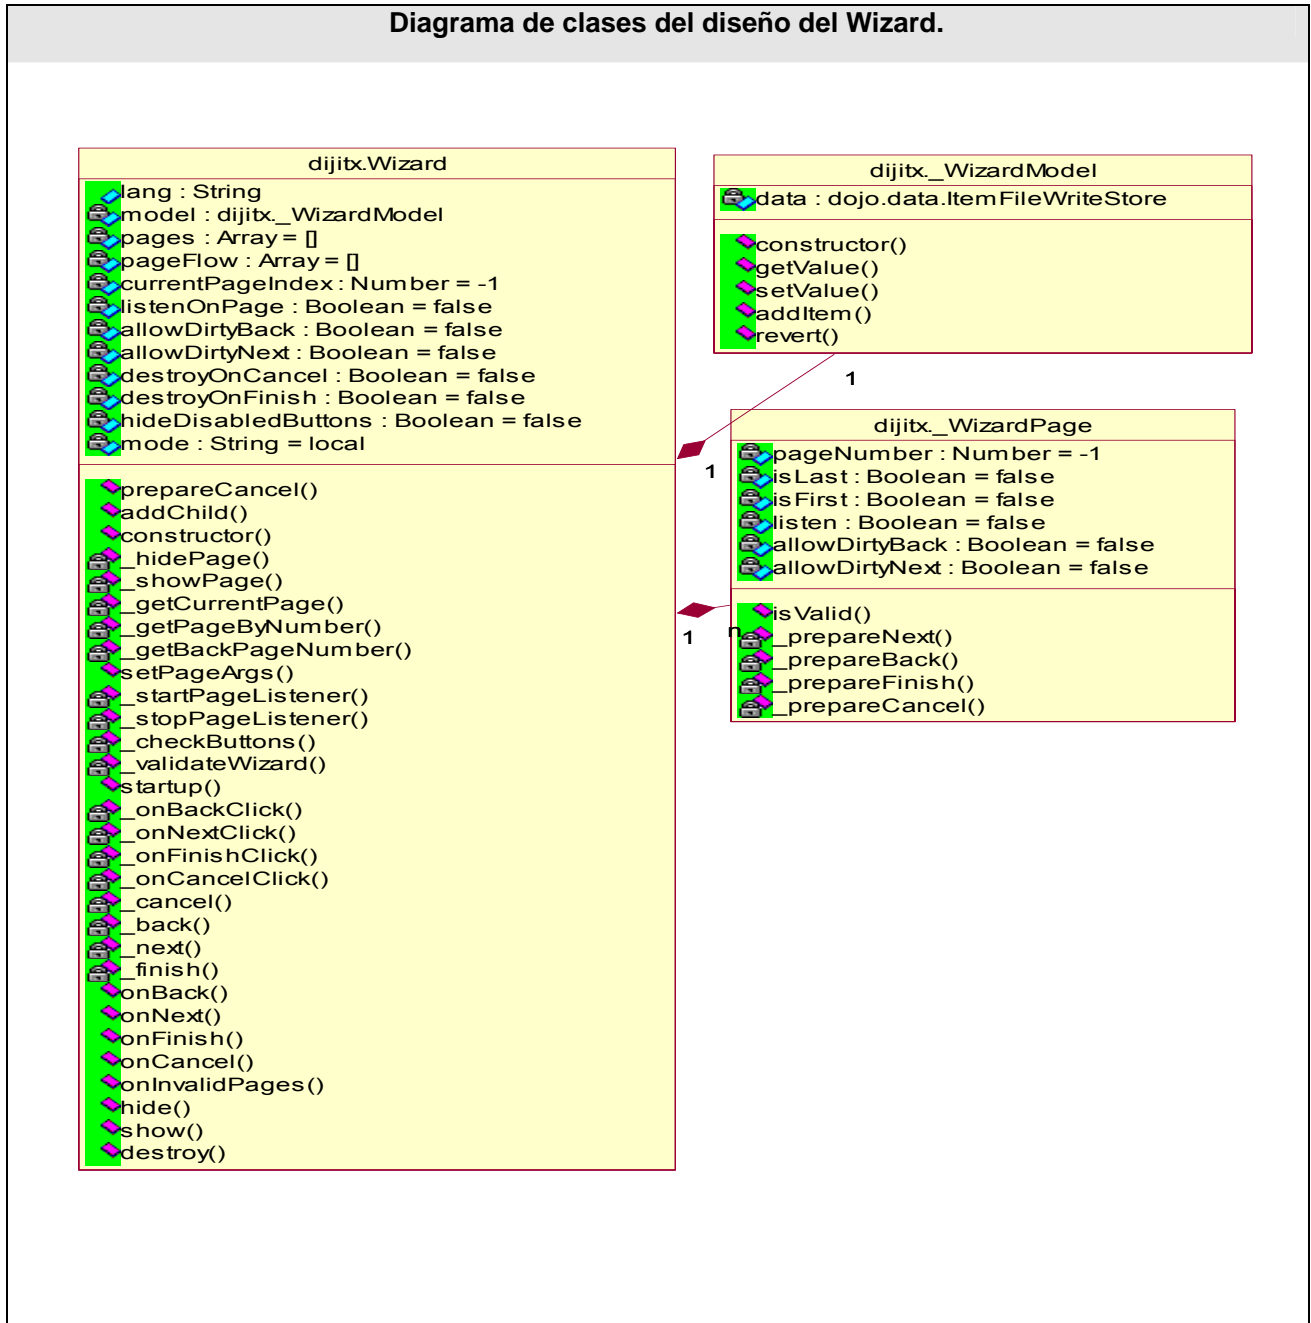 Diagrama de clases del diseño del Wizard.
dijitx.Wizard
lang : String
model : dijitx._WizardModel
pages : Array = []
pageFlow : Array = []
currentPageIndex : Number = -1
listenOnPage : Boolean = false
allowDirtyBack : Boolean = false
allowDirtyNext : Boolean = false
destroyOnCancel : Boolean = false
destroyOnFinish : Boolean = false
hideDisabledButtons : Boolean = false
mode : String = local
prepareCancel()
addChild()
constructor()
_hidePage()
_showPage()
_getCurrentPage()
_getPageByNumber()
_getBackPageNumber()
setPageArgs()
_startPageListener()
_stopPageListener()
_checkButtons()
_validateWizard()
startup()
_onBackClick()
_onNextClick()
_onFinishClick()
_onCancelClick()
_cancel()
_back()
_next()
_finish()
onBack()
onNext()
onFinish()
onCancel()
onInvalidPages()
hide()
show()
destroy()
dijitx._WizardModel
data : dojo.data.ItemFileWriteStore
constructor()
getValue()
setValue()
addItem()
revert()
1
1
dijitx._WizardPage
pageNumber : Number = -1
isLast : Boolean = false
isFirst : Boolean = false
listen : Boolean = false
allowDirtyBack : Boolean = false
allowDirtyNext : Boolean = false
isValid()
_prepareNext()
_prepareBack()
_prepareFinish()
_prepareCancel()
1
n